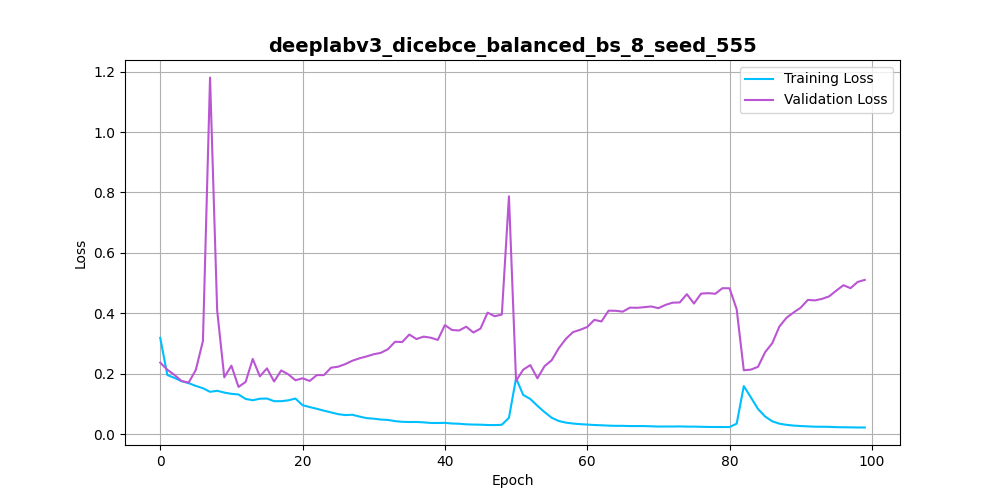 deeplabv3_dicebce_balanced_bs_8_seed_555
Training Loss
Validation Loss
1.2
1.0
0.8
0.6
0.4
0.2
0.0
Loss
0 20 40 60 80 100
Epoch